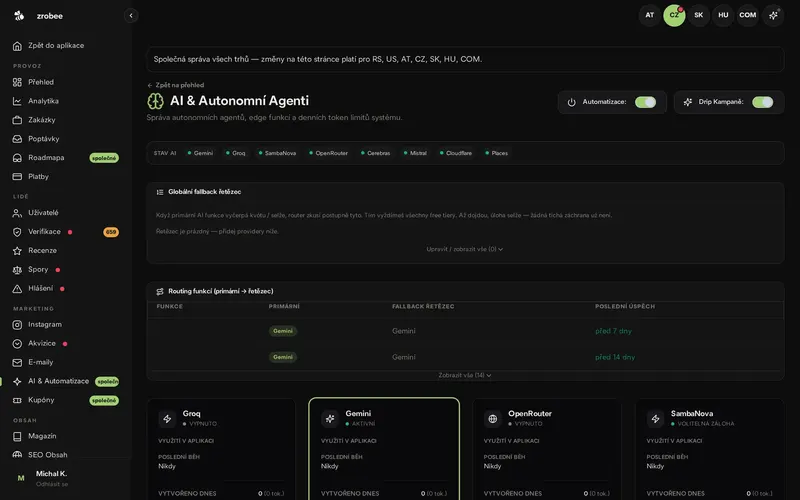 zrobee
AT CZ SK HU COM
Zpět do aplikace
PROVOZ
Přehled
Analytika
Zakázky
Poptávky
Roadmapa společné
Platby
LIDÉ
Uživatelé
Verifikace 659
Recenze
Spory
Hlášení
MARKETING
Instagram
Akvizice
E-maily
AI & Automatizace společn
Kupóny společné
OBSAH
Magazín
SEO Obsah
M Michal K.
Odhlásit se
Společná správa všech trhů — změny na této stránce platí pro RS, US, AT, CZ, SK, HU, COM.
← Zpět na přehled
AI & Autonomní Agenti
Správa autonomních agentů, edge funkcí a denních token limitů systému.
Automatizace:
Drip Kampaně:
STAV AI Gemini Groq SambaNova OpenRouter Cerebras Mistral Cloudflare Places
Globální fallback řetězec
Když primární AI funkce vyčerpá kvótu / selže, router zkusí postupně tyto. Tím vyždímeš všechny free tiery. Až dojdou, úloha selže — žádná tichá záchrana už není.
Řetězec je prázdný — přidej providery níže.
Upravit / zobrazit vše (0)
Routing funkcí (primární → řetězec)
FUNKCE PRIMÁRNÍ FALLBACK ŘETĚZEC POSLEDNÍ ÚSPĚCH
Gemini Gemini před 7 dny
Gemini Gemini před 14 dny
Zobrazit vše (14)
Groq
VYPNUTO
VYUŽITÍ V APLIKACI
POSLEDNÍ BĚH
Nikdy
VYTVOŘENO DNES 0 (0 tok.)
Gemini
AKTIVNÍ
VYUŽITÍ V APLIKACI
POSLEDNÍ BĚH
Nikdy
VYTVOŘENO DNES 0 (0 tok.)
OpenRouter
VYPNUTO
VYUŽITÍ V APLIKACI
POSLEDNÍ BĚH
Nikdy
VYTVOŘENO DNES 0 (0 tok.)
SambaNova
VOLITELNÁ ZÁLOHA
VYUŽITÍ V APLIKACI
POSLEDNÍ BĚH
Nikdy
VYTVOŘENO DNES 0 (0 tok.)